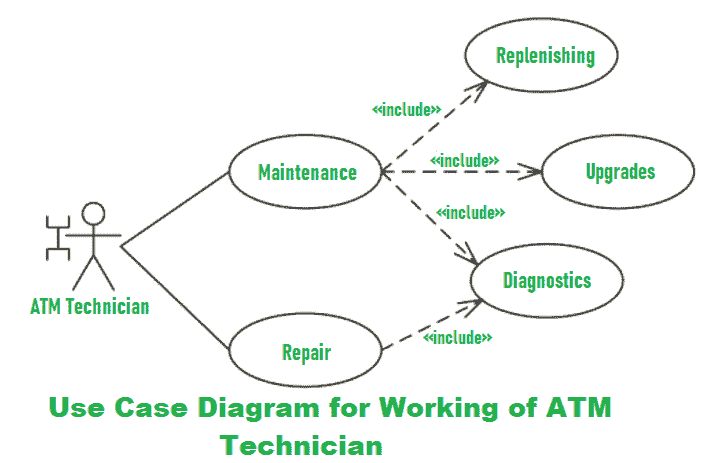 Replenishing
«include»
Maintenance
«include»
Upgrades
«include»
Diagnostics
ATM Technician
Repair
«include»
Use Case Diagram for Working of ATM
Technician